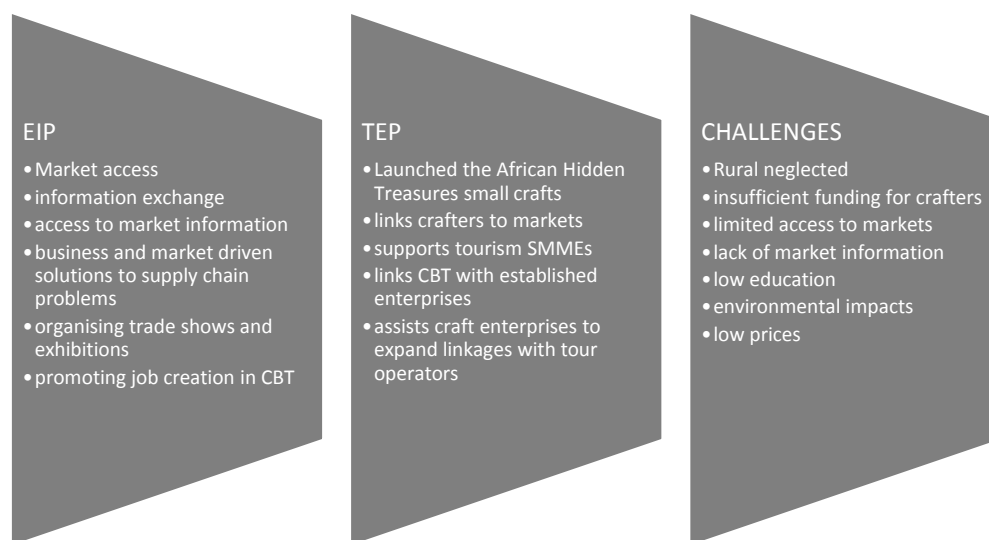 EIP
•Market access
•information exchange
•access to market information
•business and market driven
solutions to supply chain
problems
•organising trade shows and
exhibitions
•promoting job creation in CBT
TEP
•Launched the African Hidden
Treasures small crafts
•links crafters to markets
•supports tourism SMMEs
•links CBT with established
enterprises
•assists craft enterprises to
expand linkages with tour
operators
CHALLENGES
•Rural neglected
•insufficient funding for crafters
•limited access to markets
•lack of market information
•low education
•environmental impacts
•low prices